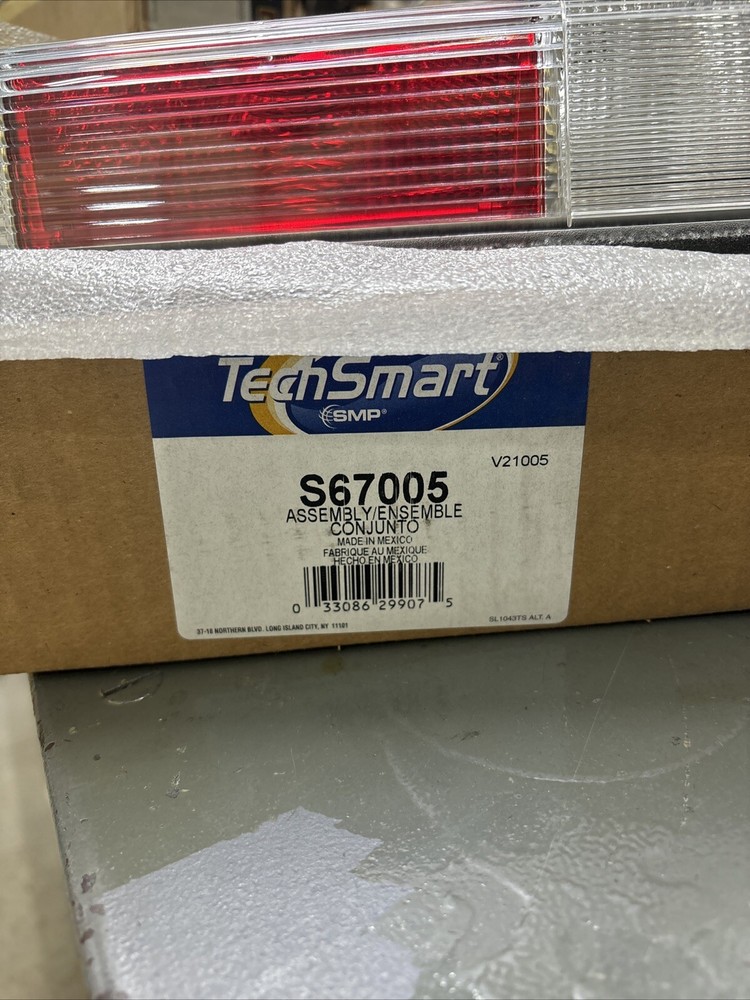 TechSmart®
SMP®
V21005
S67005
ASSEMBLY/ENSEMBLE
CONJUNTO
MADE IN MEXICO
FABRIQUE AU MEXIQUE
HECHO EN MEXICO
0 33086 29907 5
37-18 NORTHERN BLVD. LONG ISLAND CITY, NY 11101
SL1043TS ALT. A